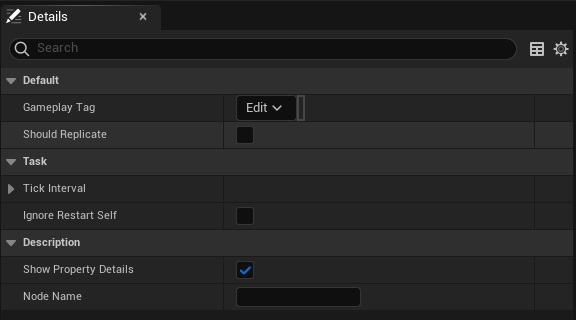 Details
Search
Default
Gameplay Tag
Edit
Should Replicate
Task
Tick Interval
Ignore Restart Self
Description
Show Property Details
Node Name